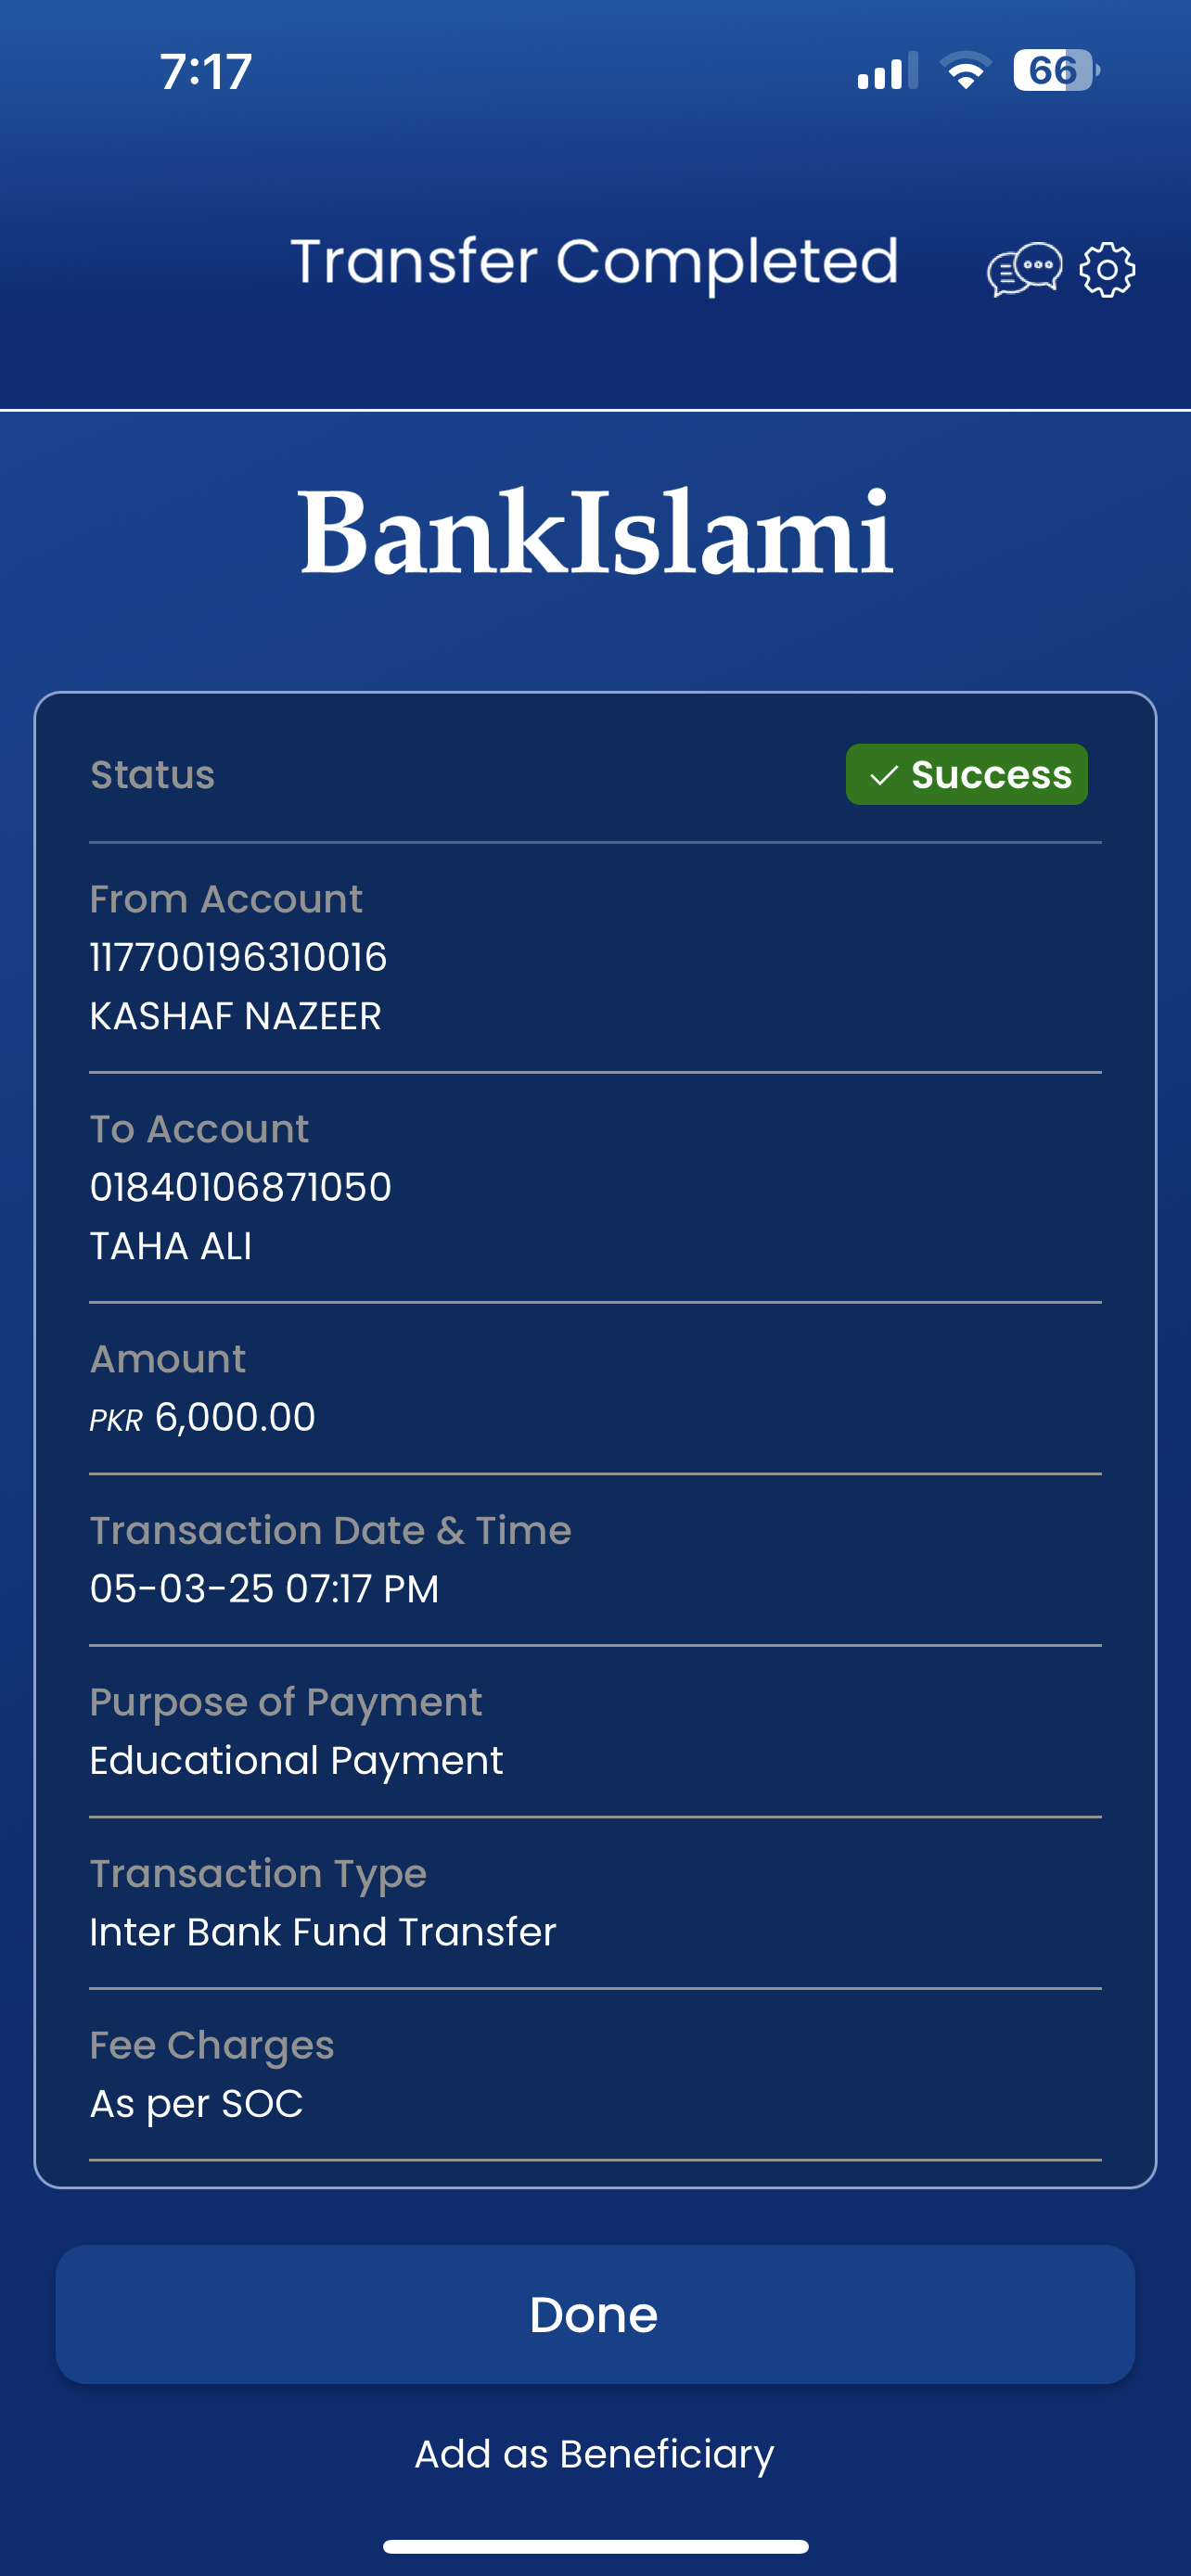 7:17
66
Transfer Completed
BankIslami
Status
Success
From Account
117700196310016
KASHAF NAZEER
To Account
01840106871050
TAHA ALI
Amount
PKR 6,000.00
Transaction Date & Time
05-03-25 07:17 PM
Purpose of Payment
Educational Payment
Transaction Type
Inter Bank Fund Transfer
Fee Charges
As per SOC
Done
Add as Beneficiary